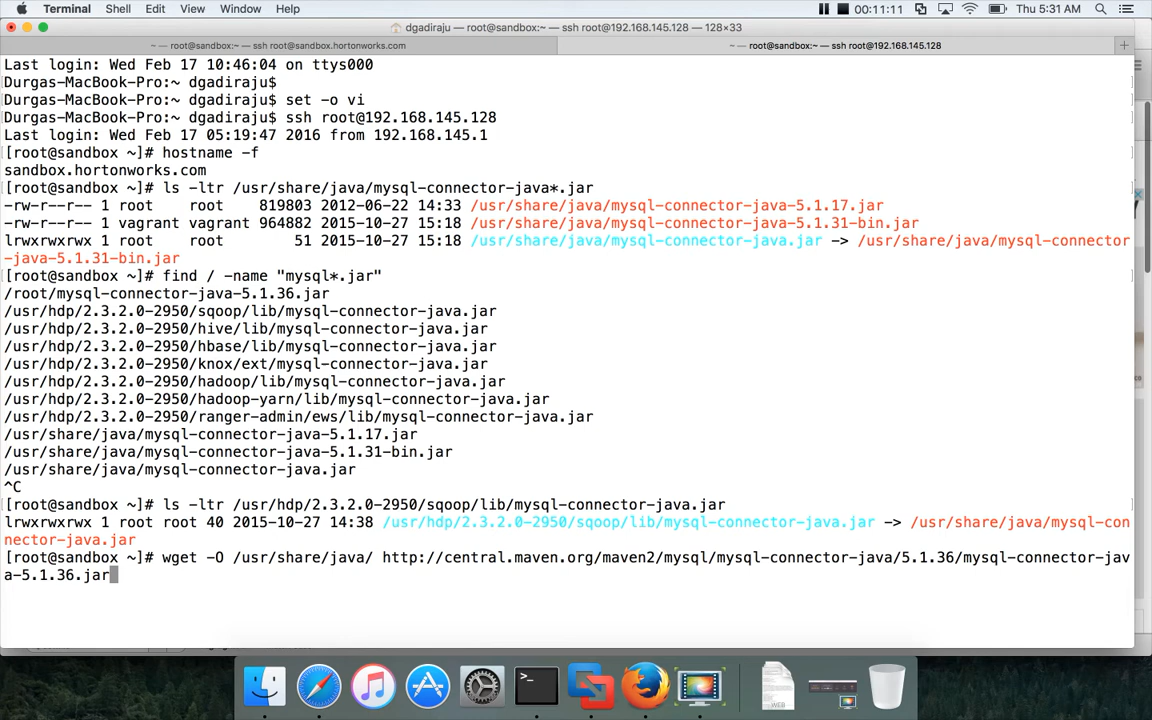 Terminal Shell Edit View Window Help 00:11:11 Thu 5:31 AM
dgadiraju — root@sandbox:~ — ssh root@192.168.145.128 — 128×33
~ — root@sandbox:~ — ssh root@sandbox.hortonworks.com
~ — root@sandbox:~ — ssh root@192.168.145.128
Last login: Wed Feb 17 10:46:04 on ttys000
Durgas-MacBook-Pro:~ dgadiraju$
Durgas-MacBook-Pro:~ dgadiraju$ set -o vi
Durgas-MacBook-Pro:~ dgadiraju$ ssh root@192.168.145.128
Last login: Wed Feb 17 05:19:47 2016 from 192.168.145.1
[root@sandbox ~]# hostname -f
sandbox.hortonworks.com
[root@sandbox ~]# ls -ltr /usr/share/java/mysql-connector-java*.jar
-rw-r--r-- 1 root    root    819803 2012-06-22 14:33 /usr/share/java/mysql-connector-java-5.1.17.jar
-rw-r--r-- 1 vagrant vagrant 964882 2015-10-27 15:18 /usr/share/java/mysql-connector-java-5.1.31-bin.jar
lrwxrwxrwx 1 root    root        51 2015-10-27 15:18 /usr/share/java/mysql-connector-java.jar -> /usr/share/java/mysql-connector
-java-5.1.31-bin.jar
[root@sandbox ~]# find / -name "mysql*.jar"
/root/mysql-connector-java-5.1.36.jar
/usr/hdp/2.3.2.0-2950/sqoop/lib/mysql-connector-java.jar
/usr/hdp/2.3.2.0-2950/hive/lib/mysql-connector-java.jar
/usr/hdp/2.3.2.0-2950/hbase/lib/mysql-connector-java.jar
/usr/hdp/2.3.2.0-2950/knox/ext/mysql-connector-java.jar
/usr/hdp/2.3.2.0-2950/hadoop/lib/mysql-connector-java.jar
/usr/hdp/2.3.2.0-2950/hadoop-yarn/lib/mysql-connector-java.jar
/usr/hdp/2.3.2.0-2950/ranger-admin/ews/lib/mysql-connector-java.jar
/usr/share/java/mysql-connector-java-5.1.17.jar
/usr/share/java/mysql-connector-java-5.1.31-bin.jar
/usr/share/java/mysql-connector-java.jar
^C
[root@sandbox ~]# ls -ltr /usr/hdp/2.3.2.0-2950/sqoop/lib/mysql-connector-java.jar
lrwxrwxrwx 1 root root 40 2015-10-27 14:38 /usr/hdp/2.3.2.0-2950/sqoop/lib/mysql-connector-java.jar -> /usr/share/java/mysql-con
nector-java.jar
[root@sandbox ~]# wget -O /usr/share/java/ http://central.maven.org/maven2/mysql/mysql-connector-java/5.1.36/mysql-connector-jav
a-5.1.36.jar